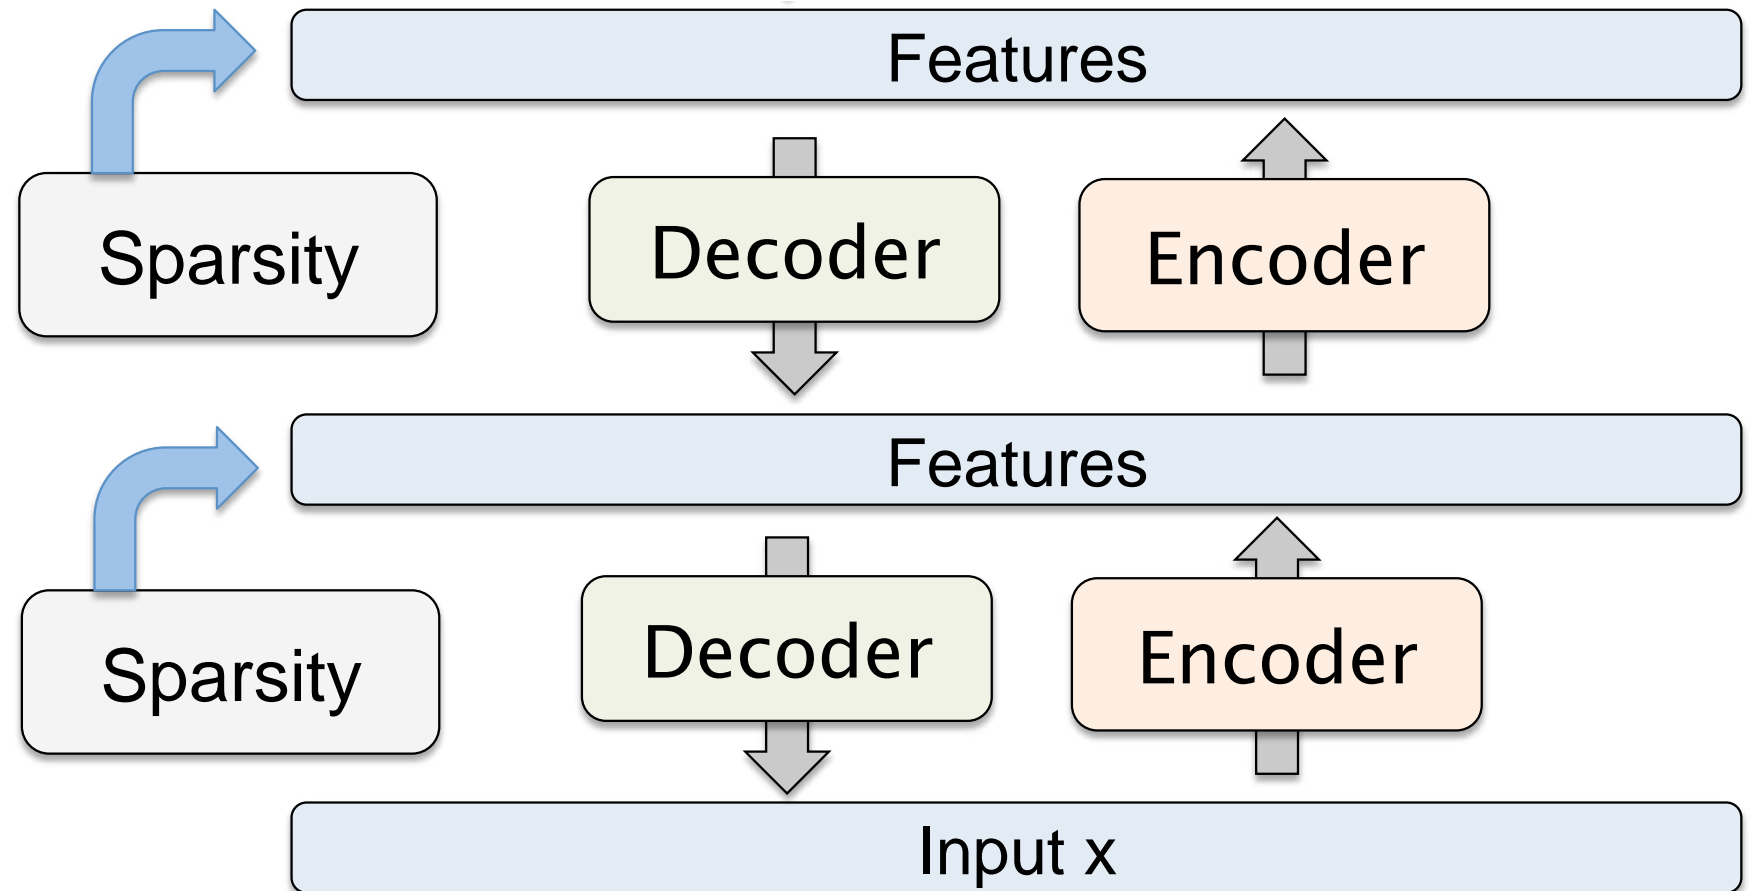 Features
Sparsity
Decoder
Encoder
Features
Sparsity
Decoder
Encoder
Input x